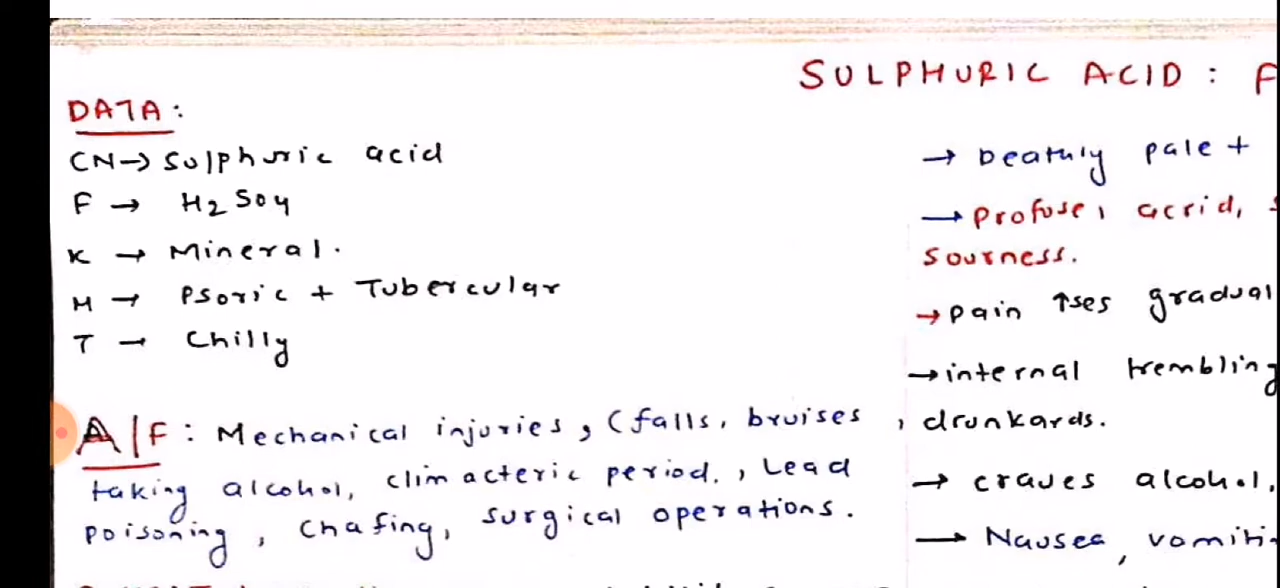 SULPHURIC ACID :
DATA :
CN → Sulphuric acid
F → H2SO4
K → Mineral.
M → Psoric + Tubercular
T → Chilly
A/F : Mechanical injuries, (falls, bruises,
taking alcohol, climacteric period., Lead
poisoning, Chafing, surgical operations.
→ Deathly pale +
→ Profuse, acrid,
sourness.
→ pain ↑ses gradual
→ internal trembling
drunkards.
→ craves alcohol,
→ Nausea, vomiti